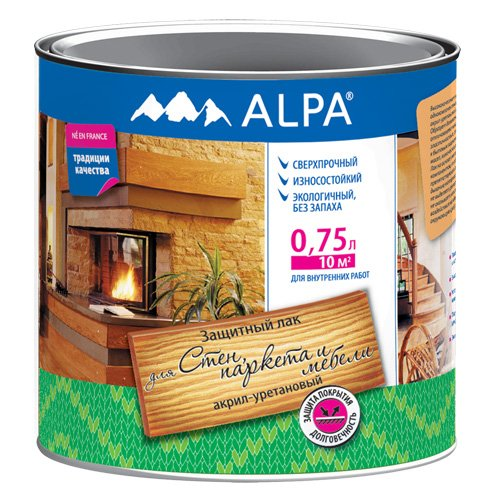 ALPA®
NÉ EN FRANCE
традиции
качества
СВЕРХПРОЧНЫЙ
ИЗНОСОСТОЙКИЙ
ЭКОЛОГИЧНЫЙ,
БЕЗ ЗАПАХА
0,75л
10 м²
ДЛЯ ВНУТРЕННИХ РАБОТ
Защитный лак
для Стен,
паркета и
мебели
акрил-уретановый
ЗАЩИТА ПОКРЫТИЯ
ДОЛГОВЕЧНОСТЬ